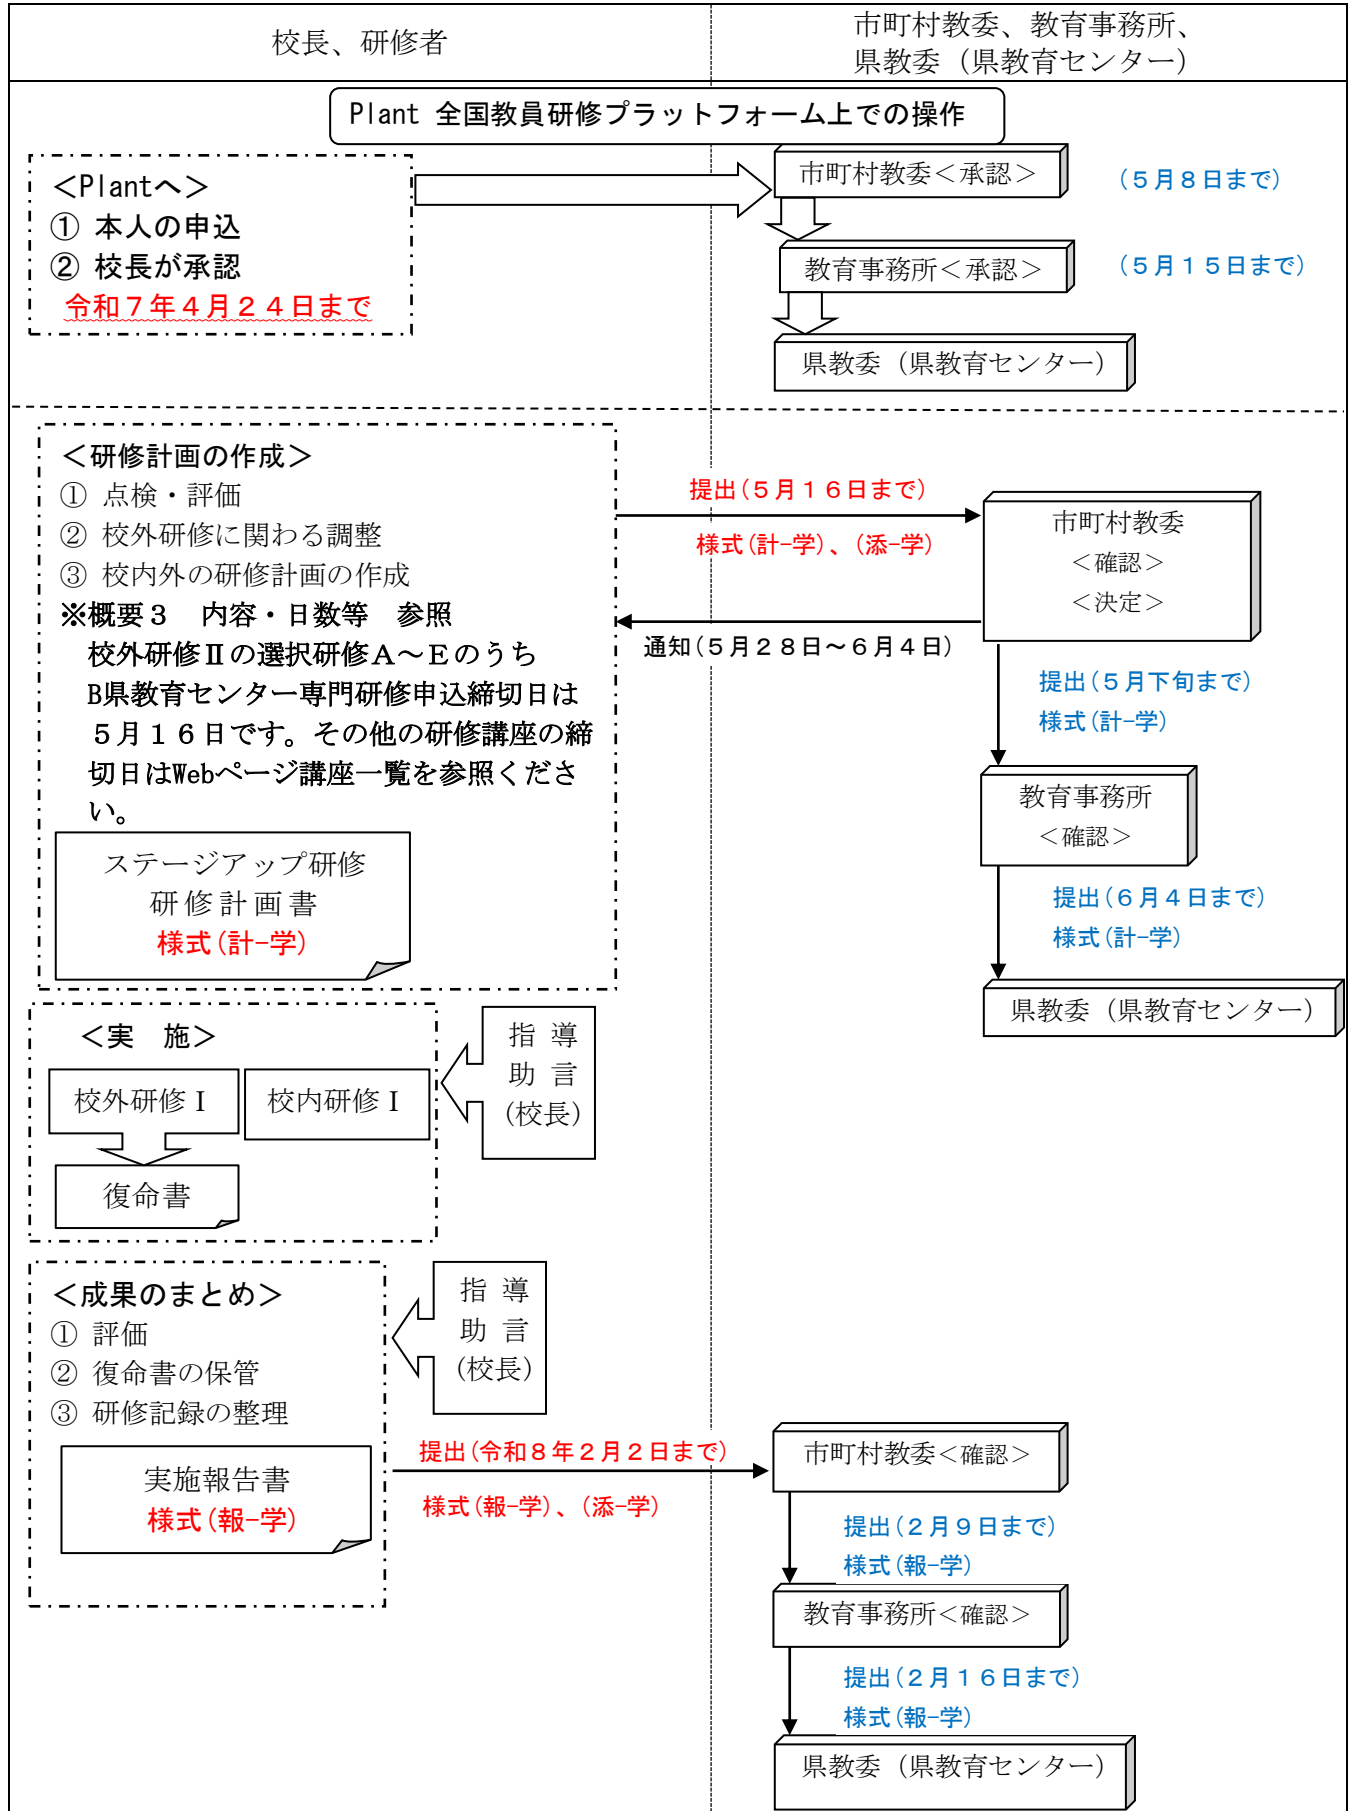 校長、研修者
市町村教委、教育事務所、
県教委（県教育センター）
Plant 全国教員研修プラットフォーム上での操作
＜Plantへ＞
① 本人の申込
② 校長が承認
令和７年４月２４日まで
市町村教委＜承認＞
（５月８日まで）
教育事務所＜承認＞
（５月１５日まで）
県教委（県教育センター）
＜研修計画の作成＞
① 点検・評価
② 校外研修に関わる調整
③ 校内外の研修計画の作成
※概要３　内容・日数等　参照
校外研修Ⅱの選択研修Ａ～Ｅのうち
B県教育センター専門研修申込締切日は
５月１６日です。その他の研修講座の締
切日はWebページ講座一覧を参照くださ
い。
ステージアップ研修
研修計画書
様式(計-学)
提出(５月１６日まで)
様式(計-学)、(添-学)
市町村教委
＜確認＞
＜決定＞
通知(５月２８日～６月４日)
提出(５月下旬まで)
様式(計-学)
教育事務所
＜確認＞
提出(６月４日まで)
様式(計-学)
県教委（県教育センター）
＜実　施＞
校外研修Ⅰ
校内研修Ⅰ
復命書
指 導
助 言
(校長)
＜成果のまとめ＞
① 評価
② 復命書の保管
③ 研修記録の整理
実施報告書
様式(報-学)
指 導
助 言
(校長)
提出(令和８年２月２日まで)
様式(報-学)、(添-学)
市町村教委＜確認＞
提出(２月９日まで)
様式(報-学)
教育事務所＜確認＞
提出(２月１６日まで)
様式(報-学)
県教委（県教育センター）